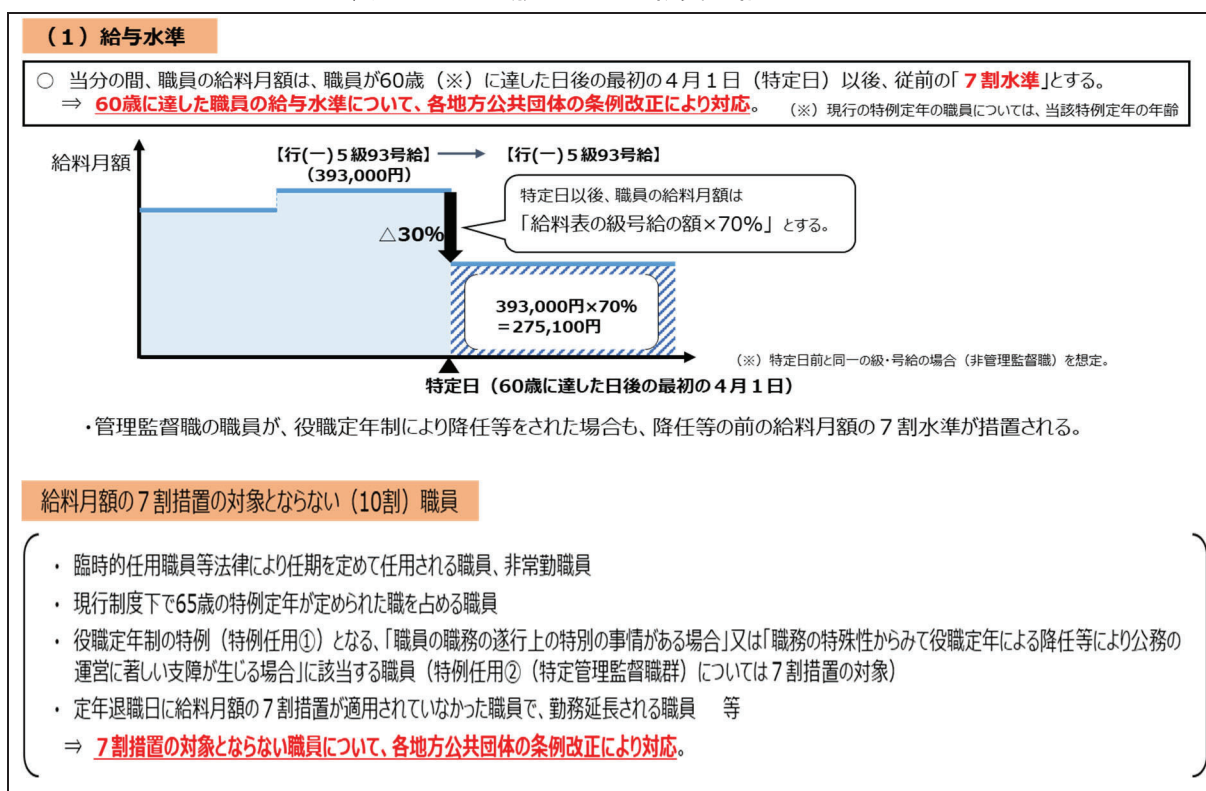 （１）給与水準
○ 当分の間、職員の給料月額は、職員が60歳（※）に達した日後の最初の４月１日（特定日）以後、従前の「７割水準」とする。
⇒ 60歳に達した職員の給与水準について、各地方公共団体の条例改正により対応。 （※）現行の特例定年の職員については、当該特例定年の年齢
給料月額
【行(一)５級93号給】 → 【行(一)５級93号給】
（393,000円）
特定日以後、職員の給料月額は
「給料表の級号給の額×70％」とする。
△30%
393,000円×70%
＝275,100円
（※）特定日前と同一の級・号給の場合（非管理監督職）を想定。
特定日（60歳に達した日後の最初の４月１日）
・管理監督職の職員が、役職定年制により降任等をされた場合も、降任等の前の給料月額の７割水準が措置される。
給料月額の７割措置の対象とならない（10割）職員
・ 臨時的任用職員等法律により任期を定めて任用される職員、非常勤職員
・ 現行制度下で65歳の特例定年が定められた職を占める職員
・ 役職定年制の特例（特例任用①）となる、「職員の職務の遂行上の特別の事情がある場合」又は「職務の特殊性からみて役職定年による降任等により公務の
運営に著しい支障が生じる場合」に該当する職員（特例任用②（特定管理監督職群）については７割措置の対象）
・ 定年退職日に給料月額の７割措置が適用されていなかった職員で、勤務延長される職員 等
⇒ ７割措置の対象とならない職員について、各地方公共団体の条例改正により対応。